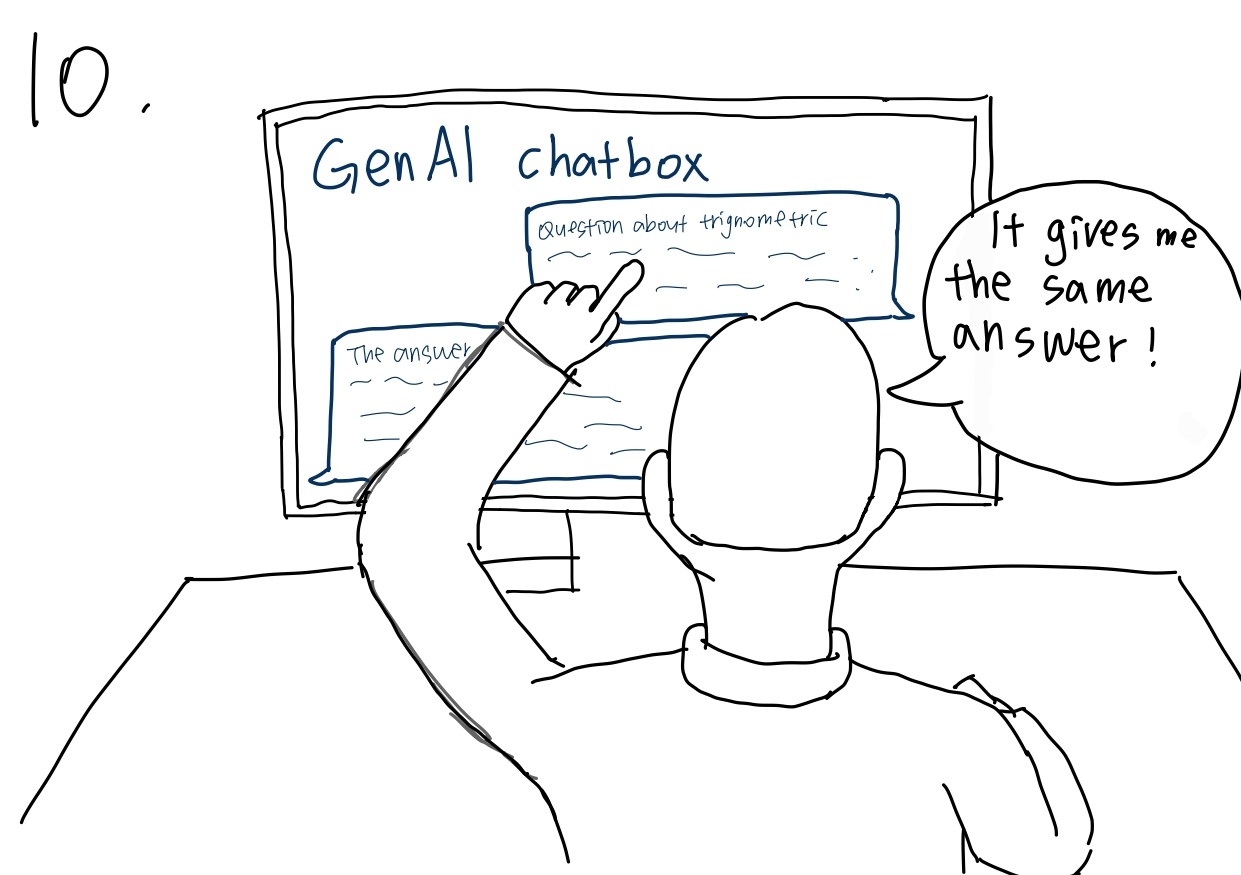 10.
GenAI chatbox
Question about trignometric
The answer
It gives me
the same
answer!